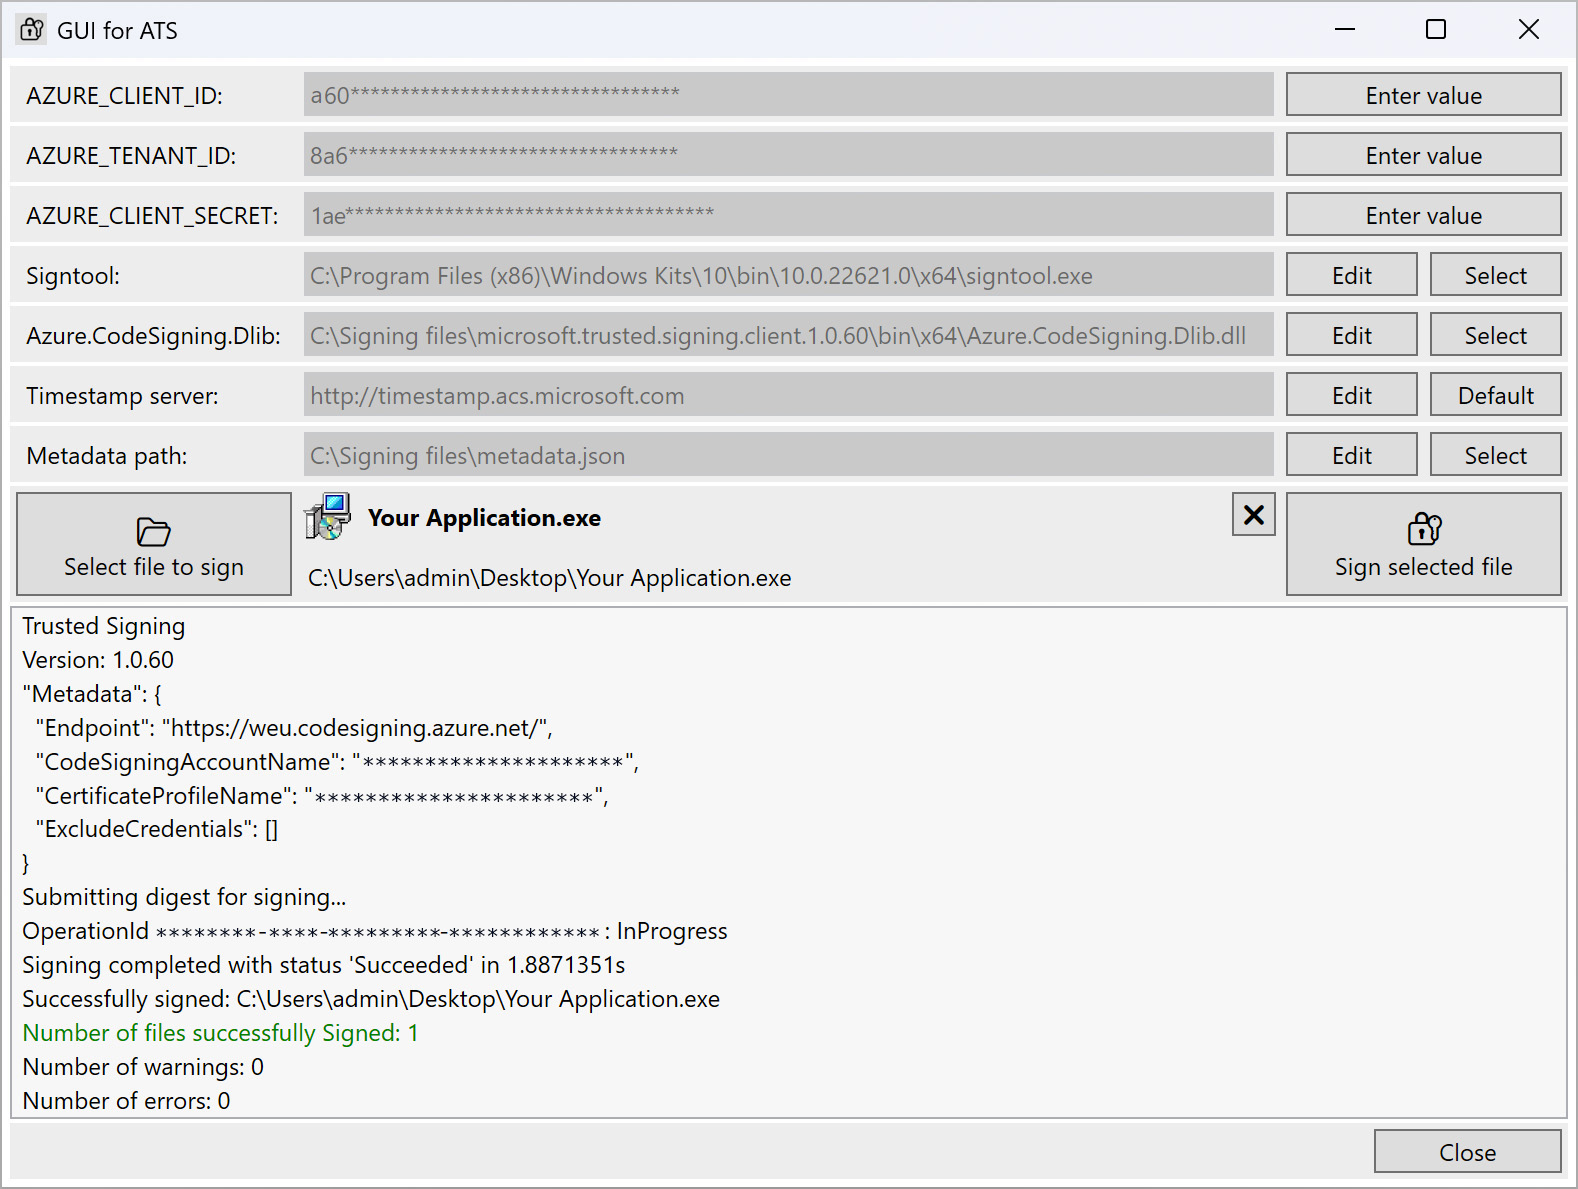 GUI for ATS
AZURE_CLIENT_ID: a60********************************* Enter value
AZURE_TENANT_ID: 8a6********************************* Enter value
AZURE_CLIENT_SECRET: 1ae************************************* Enter value
Signtool: C:\Program Files (x86)\Windows Kits\10\bin\10.0.22621.0\x64\signtool.exe Edit Select
Azure.CodeSigning.Dlib: C:\Signing files\microsoft.trusted.signing.client.1.0.60\bin\x64\Azure.CodeSigning.Dlib.dll Edit Select
Timestamp server: http://timestamp.acs.microsoft.com Edit Default
Metadata path: C:\Signing files\metadata.json Edit Select
Select file to sign
Your Application.exe
C:\Users\admin\Desktop\Your Application.exe
Sign selected file
Trusted Signing
Version: 1.0.60
"Metadata": {
"Endpoint": "https://weu.codesigning.azure.net/",
"CodeSigningAccountName": "*********************",
"CertificateProfileName": "**********************",
"ExcludeCredentials": []
}
Submitting digest for signing...
OperationId ********-****-*********-************: InProgress
Signing completed with status 'Succeeded' in 1.8871351s
Successfully signed: C:\Users\admin\Desktop\Your Application.exe
Number of files successfully Signed: 1
Number of warnings: 0
Number of errors: 0
Close